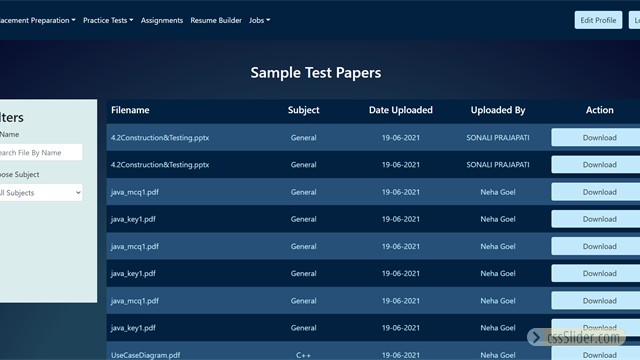 acement Preparation Practice Tests Assignments Resume Builder Jobs Edit Profile Lo
Sample Test Papers
lters
Name
earch File By Name
oose Subject
All Subjects
Filename Subject Date Uploaded Uploaded By Action
4.2Construction&Testing.pptx General 19-06-2021 SONALI PRAJAPATI Download
4.2Construction&Testing.pptx General 19-06-2021 SONALI PRAJAPATI Download
java_mcq1.pdf General 19-06-2021 Neha Goel Download
java_key1.pdf General 19-06-2021 Neha Goel Download
java_mcq1.pdf General 19-06-2021 Neha Goel Download
java_key1.pdf General 19-06-2021 Neha Goel Download
java_mcq1.pdf General 19-06-2021 Neha Goel Download
java_key1.pdf General 19-06-2021 Neha Goel Download
UseCaseDiagram.pdf C++ 19-06-2021 Neha Goel
cssSlider.com